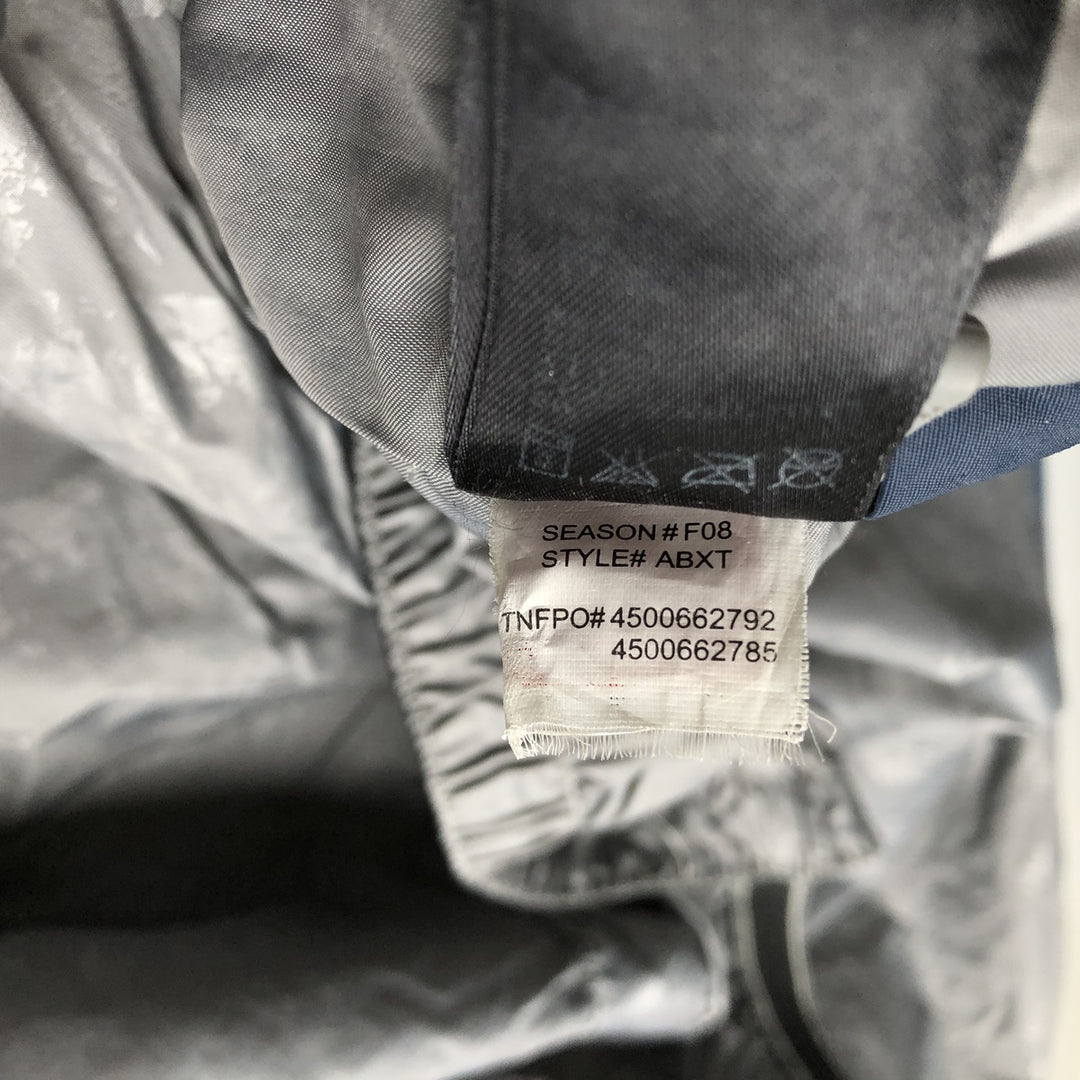 SEASON # F08
STYLE# ABXT
TNFPO# 4500662792
4500662785